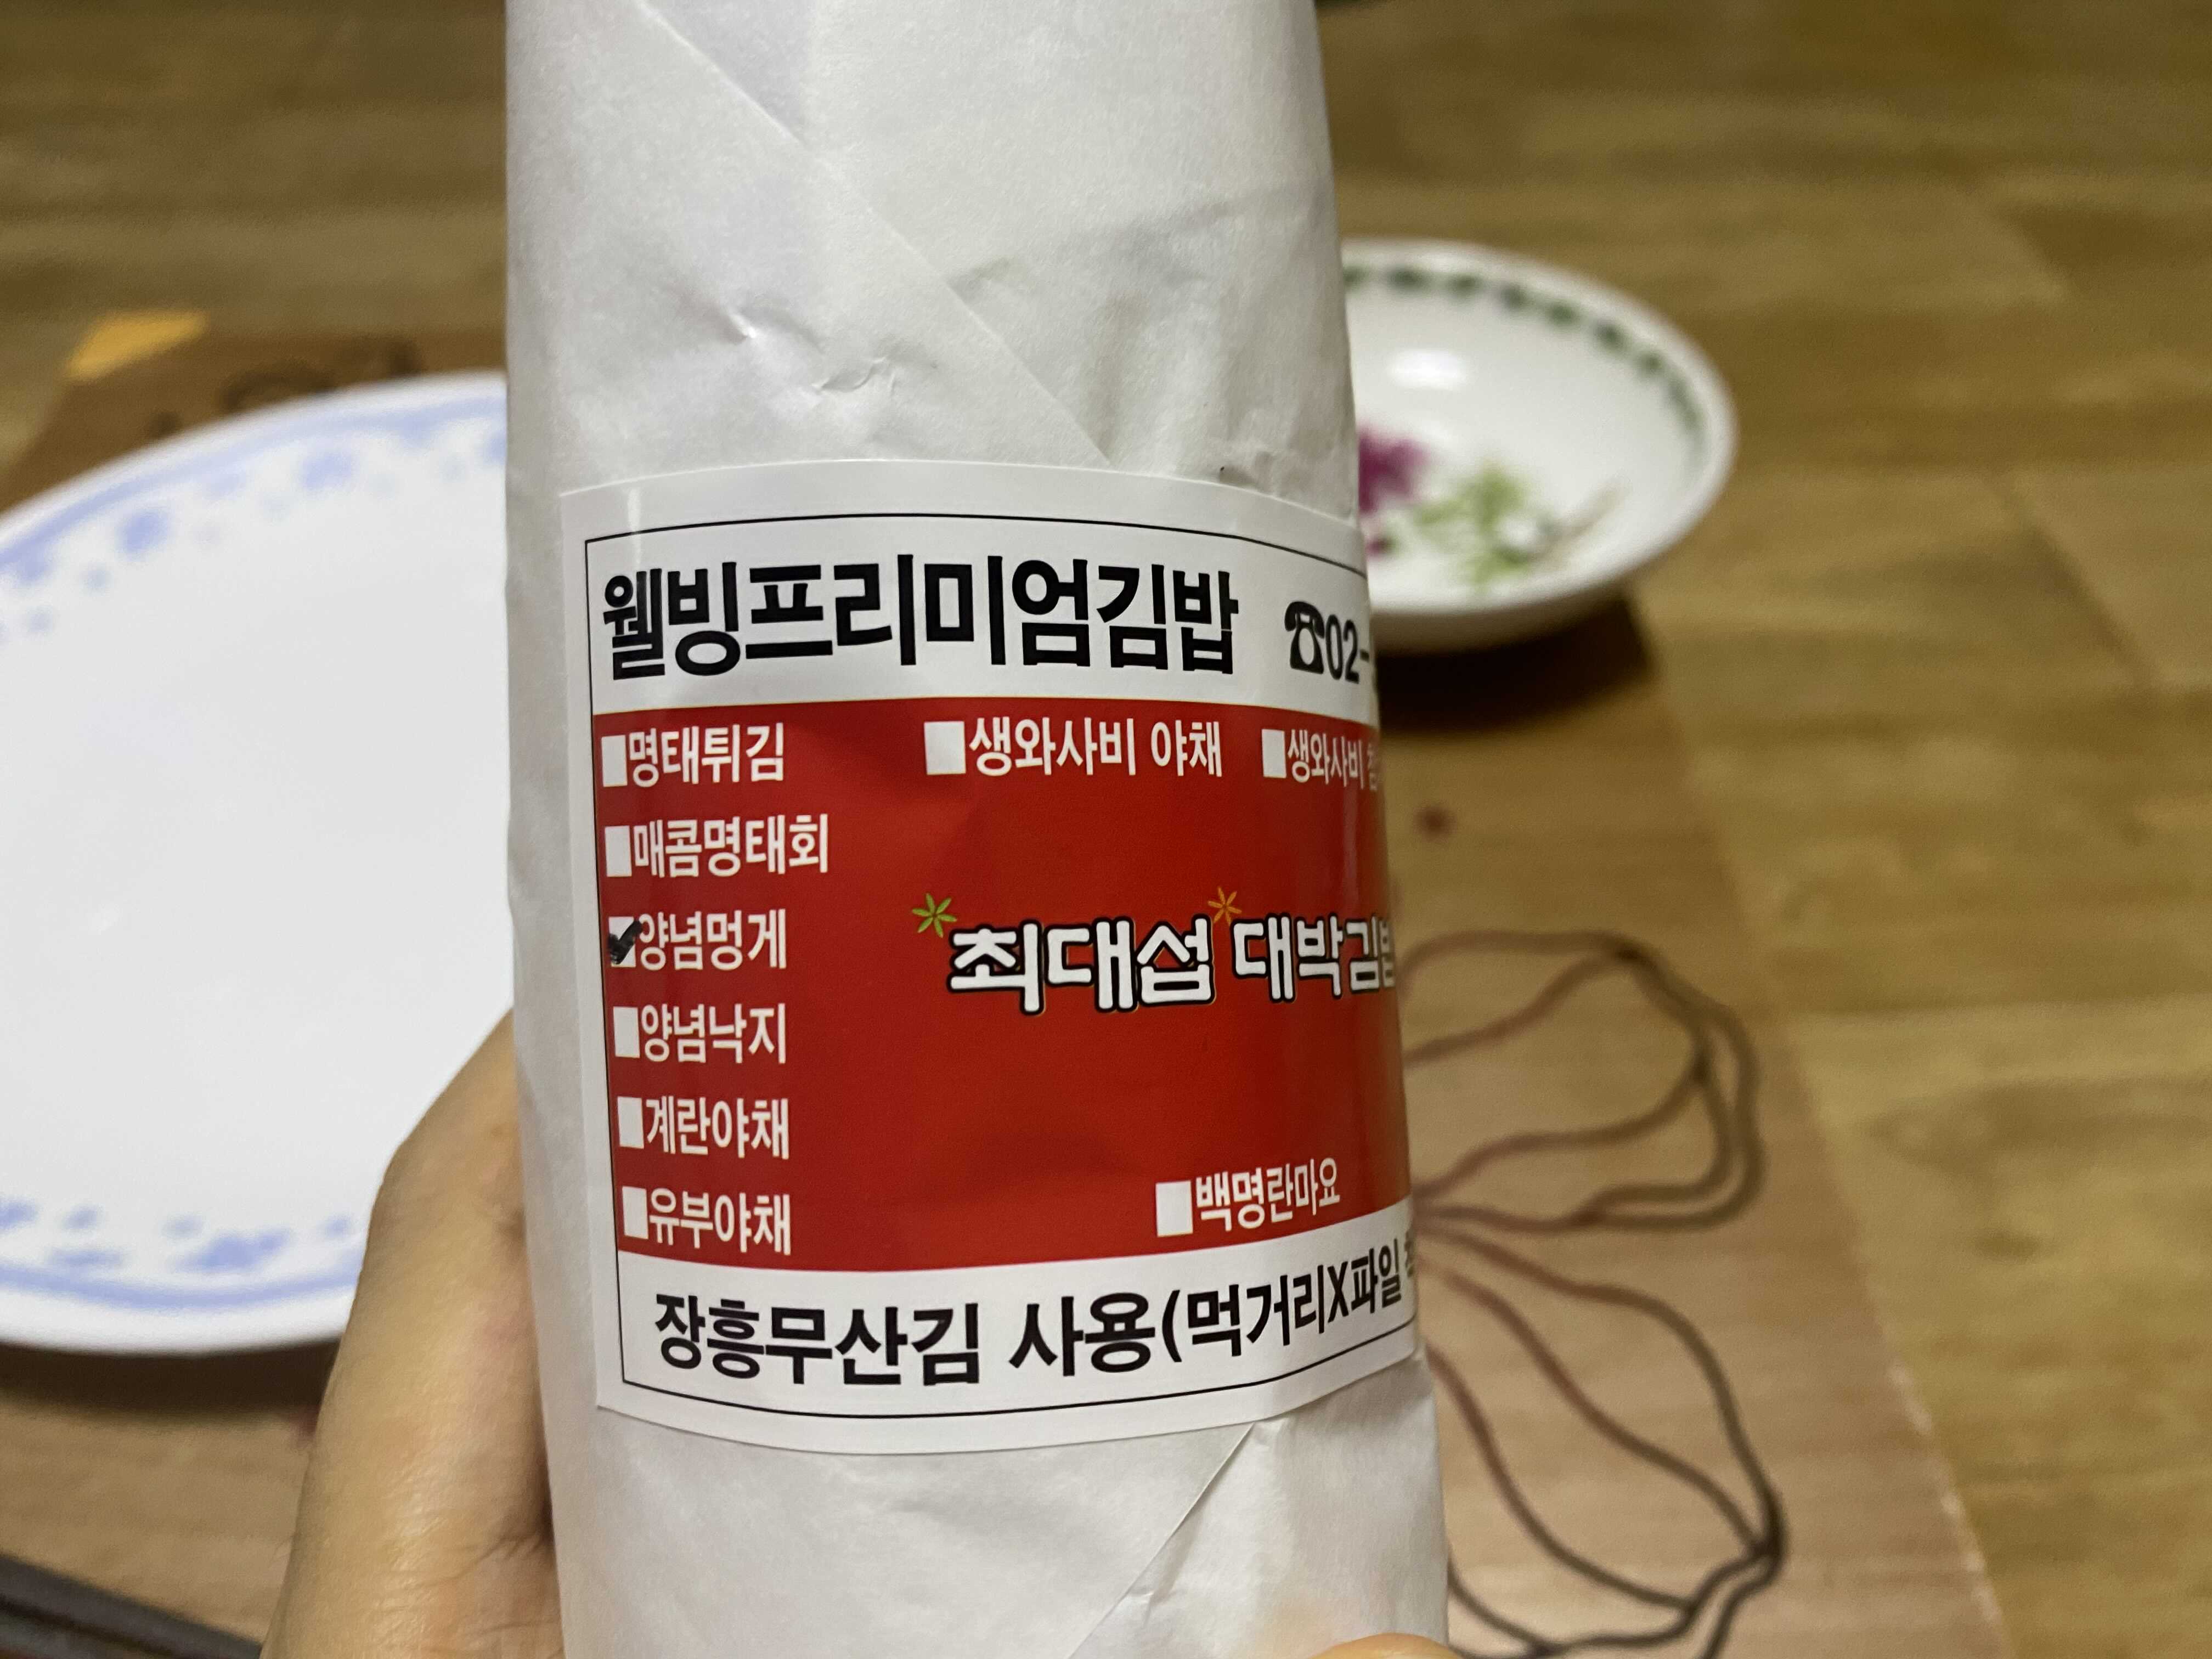 웰빙프리미엄김밥 ☎02-
■명태튀김 ■생와사비 야채 ■생와사비
■매콤명태회
양념멍게
최대섭 대박김밥
■양념낙지
■계란야채
■유부야채 ■백명란마요
장흥무산김 사용(먹거리X파일